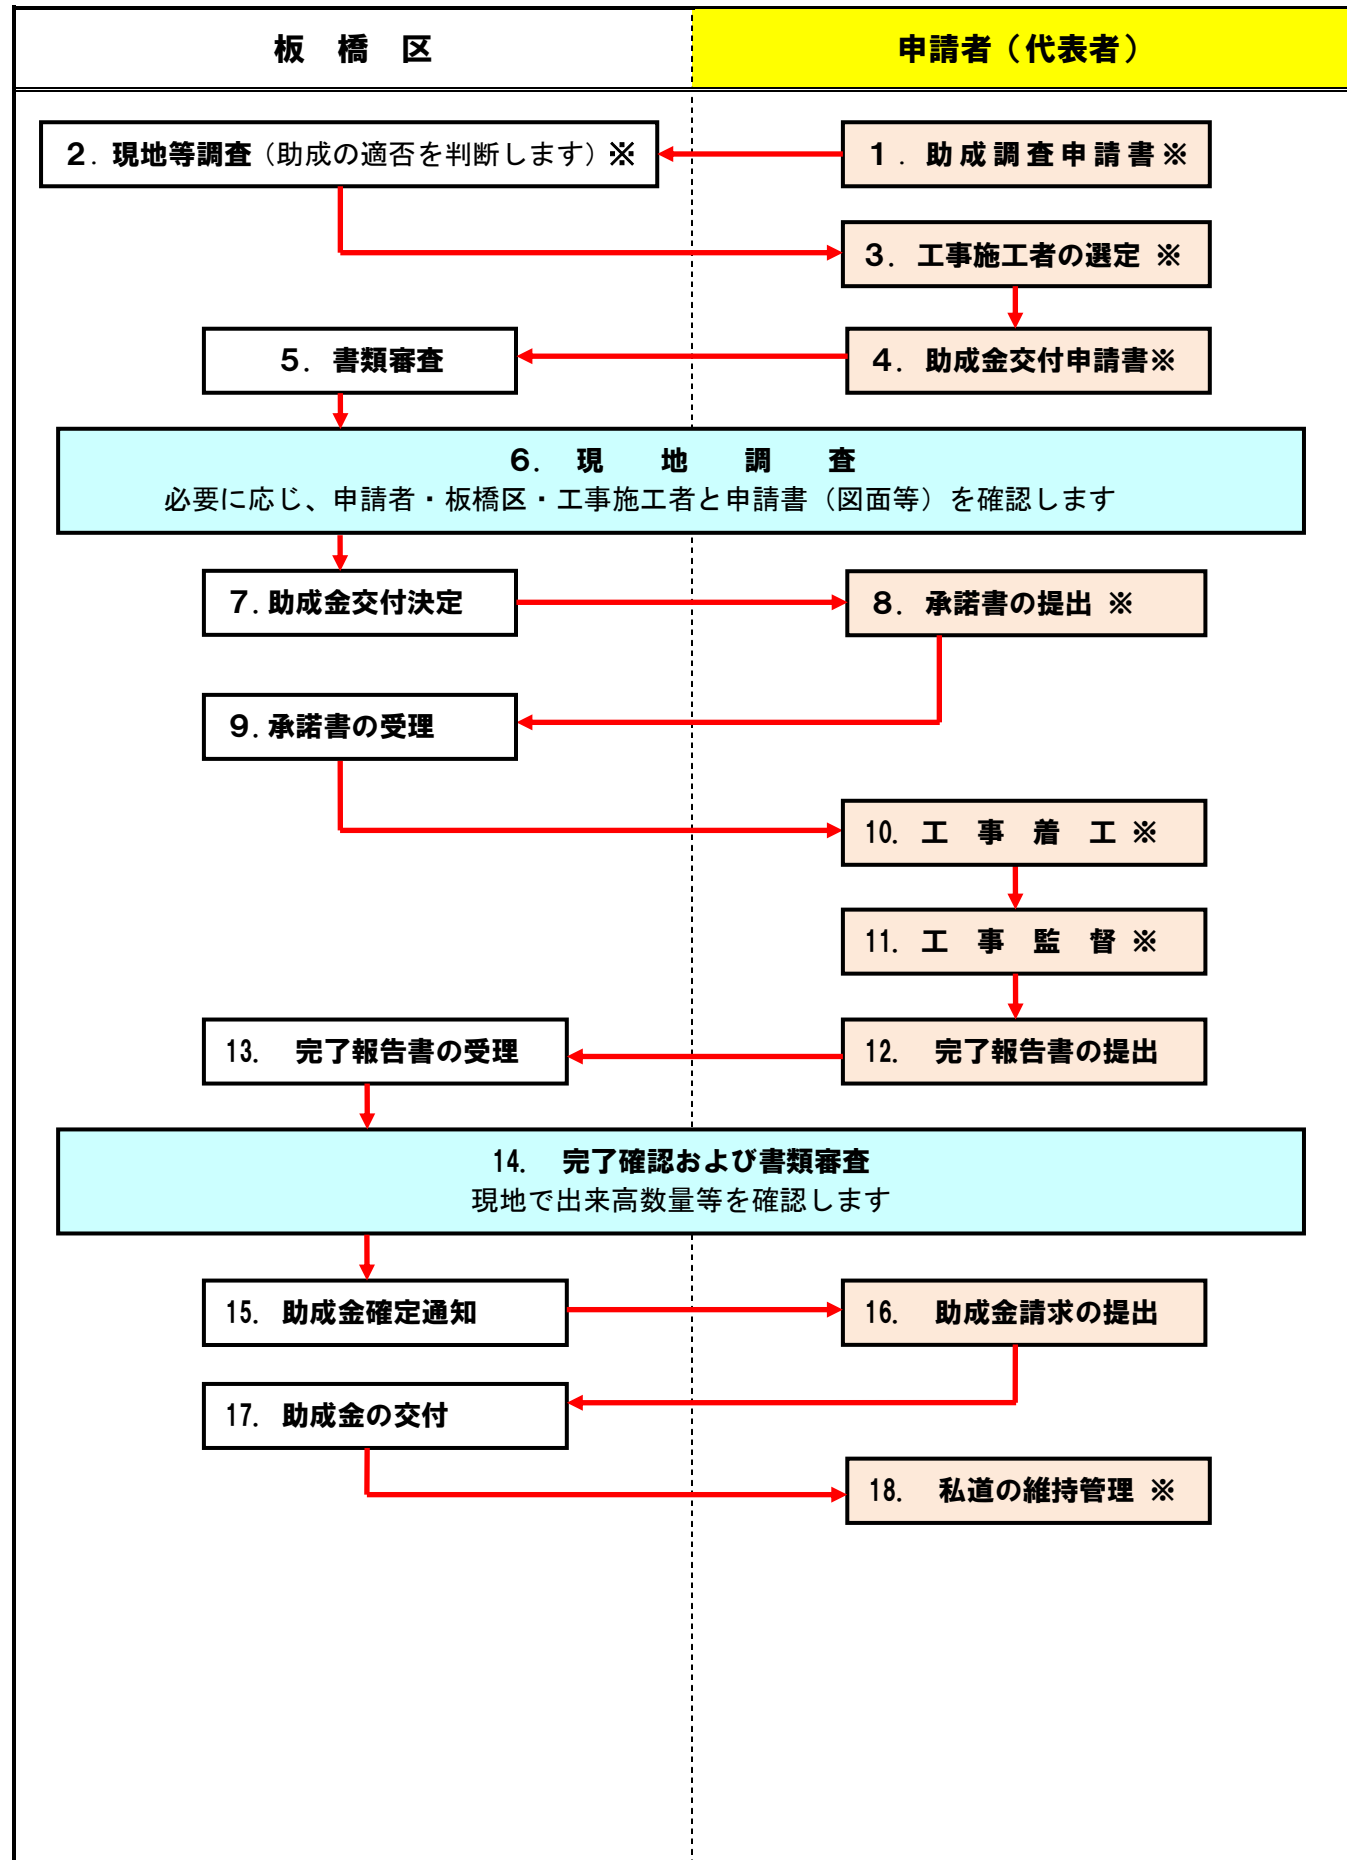 板　橋　区
申請者（代表者）
１. 助成調査申請書※
２. 現地等調査（助成の適否を判断します）※
３. 工事施工者の選定 ※
４. 助成金交付申請書※
５. 書類審査
６.　現　地　調　査
必要に応じ、申請者・板橋区・工事施工者と申請書（図面等）を確認します
７. 助成金交付決定
８. 承諾書の提出 ※
９. 承諾書の受理
10. 工　事　着　工 ※
11. 工　事　監　督 ※
12.　完了報告書の提出
13.　完了報告書の受理
14.　完了確認および書類審査
現地で出来高数量等を確認します
15. 助成金確定通知
16.　助成金請求の提出
17. 助成金の交付
18.　私道の維持管理 ※